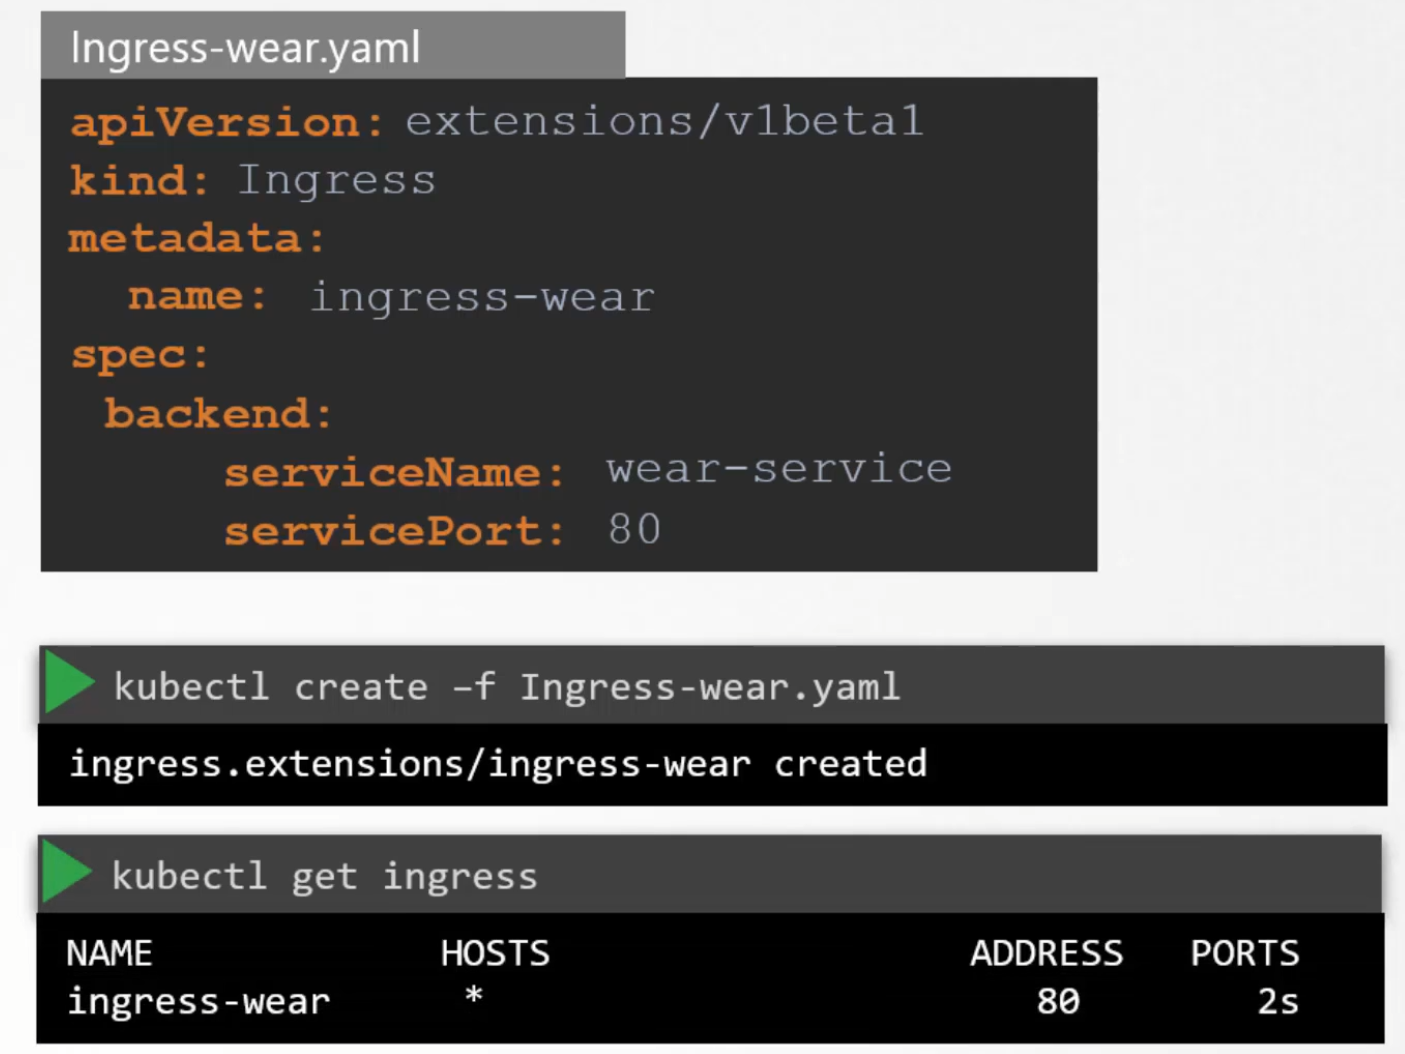 Ingress-wear.yaml
apiVersion: extensions/v1beta1
kind: Ingress
metadata:
name: ingress-wear
spec:
backend:
serviceName: wear-service
servicePort: 80
kubectl create –f Ingress-wear.yaml
ingress.extensions/ingress-wear created
kubectl get ingress
NAME HOSTS ADDRESS PORTS
ingress-wear * 80 2s